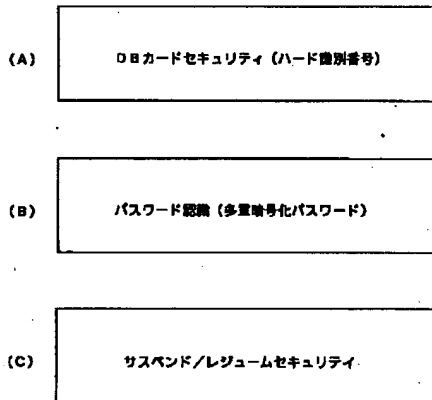 (A) DBカードセキュリティ(ハード識別番号)
(B) パスワード認識(多重暗号化パスワード)
(C) サスペンド/レジュームセキュリテイ